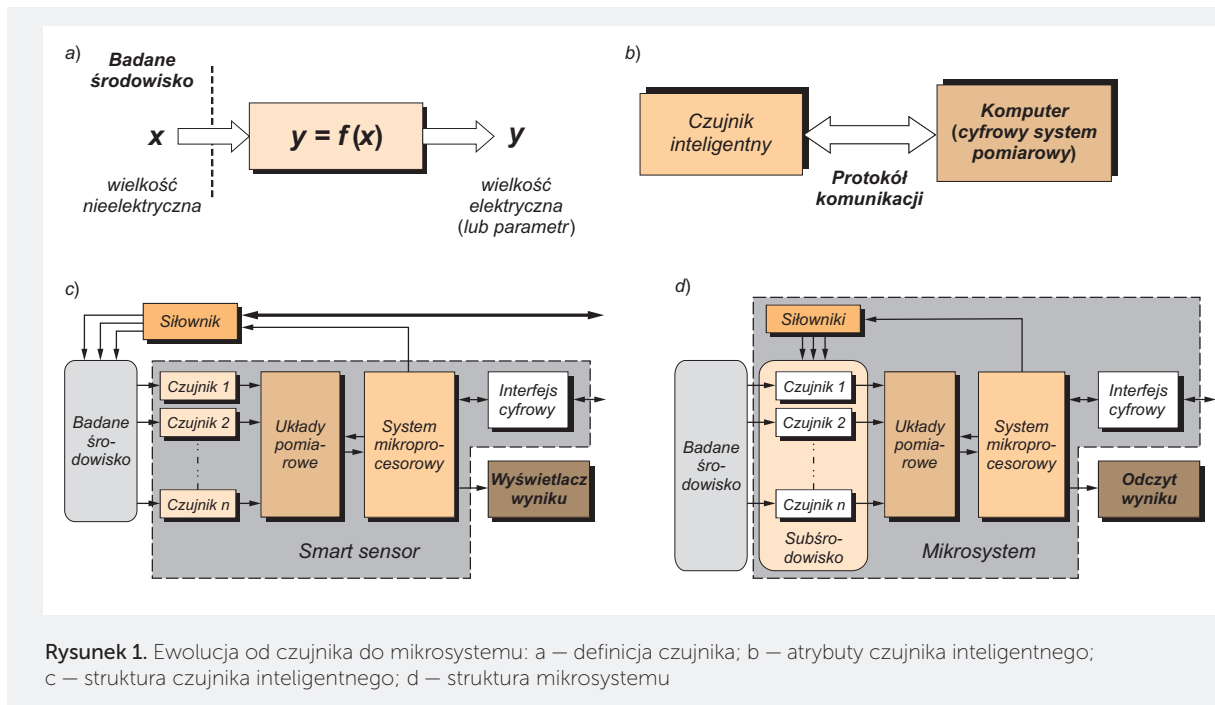 a)
Badane
środowisko
x
y = f(x)
y
wielkość
nieelektryczna
wielkość
elektryczna
(lub parametr)
b)
Czujnik
inteligentny
Komputer
(cyfrowy system
pomiarowy)
Protokół
komunikacji
c)
Siłownik
Badane
śro-
dowisko
Czujnik 1
Czujnik 2
Czujnik n
Układy
pomia-
rowe
System
mikropro-
cesorowy
Interfejs
cyfrowy
Wyświetlacz
wyniku
Smart sensor
d)
Siłowniki
Badane
śro-
dowisko
Czujnik 1
Czujnik 2
Czujnik n
Subśro-
dowisko
Układy
pomia-
rowe
System
mikropro-
cesorowy
Interfejs
cyfrowy
Odczyt
wyniku
Mikrosystem
Rysunek 1. Ewolucja od czujnika do mikrosystemu: a — definicja czujnika; b — atrybuty czujnika inteligentnego;
c — struktura czujnika inteligentnego; d — struktura mikrosystemu